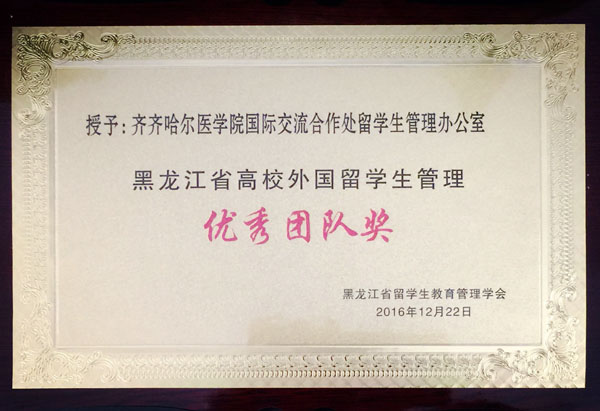 授予：齐齐哈尔医学院国际交流合作处留学生管理办公室
黑龙江省高校外国留学生管理
优秀团队奖
黑龙江省留学生教育管理学会
2016年12月22日